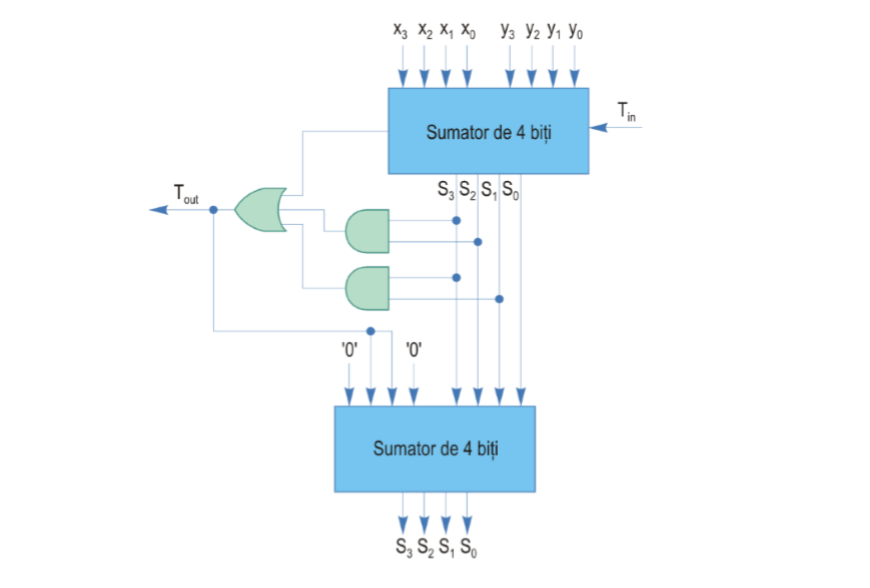 x₃ x₂ x₁ x₀ y₃ y₂ y₁ y₀
Sumator de 4 biți
Tin
S₃ S₂ S₁ S₀
Tout
'0' '0'
Sumator de 4 biți
S₃ S₂ S₁ S₀